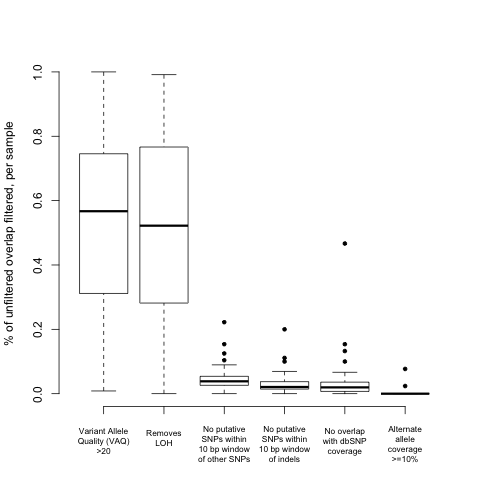 % of unfiltered overlap filtered, per sample
1.0
0.8
0.6
0.4
0.2
0.0
Variant Allele
Quality (VAQ)
>20
Removes
LOH
No putative
SNPs within
10 bp window
of other SNPs
No putative
SNPs within
10 bp window
of indels
No overlap
with dbSNP
coverage
Alternate
allele
coverage
>=10%